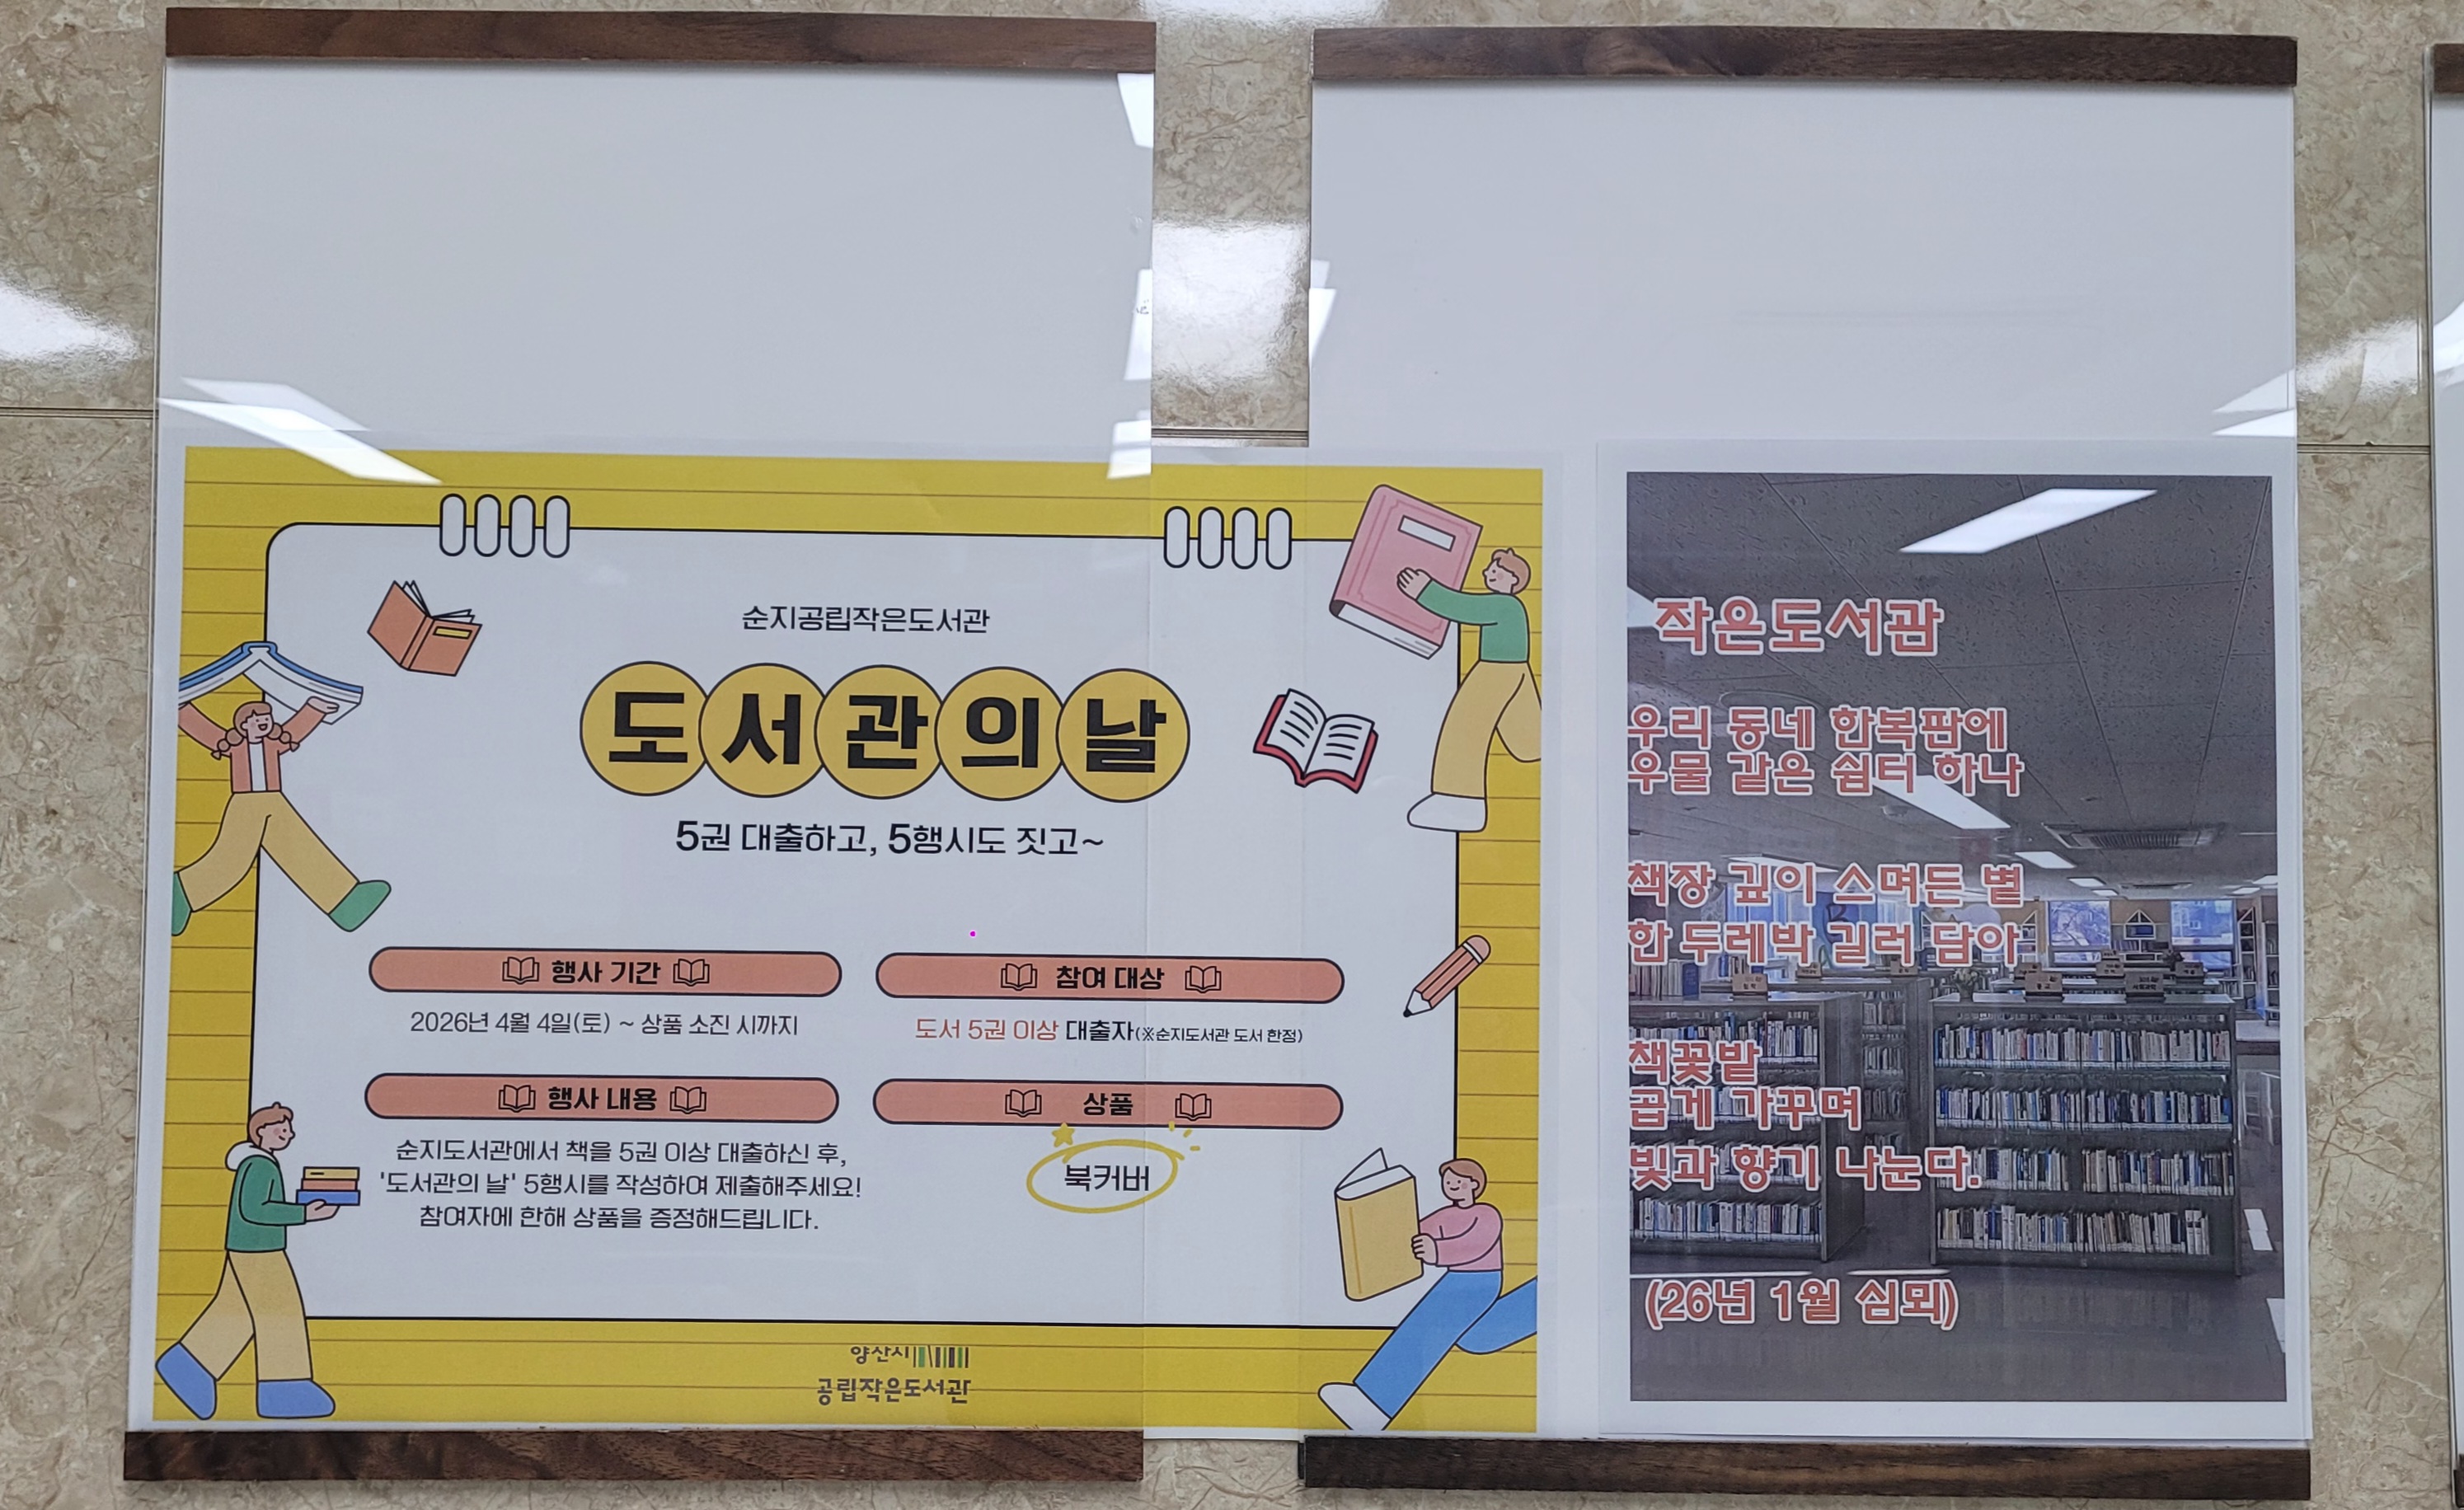 순지공립작은도서관
도서관의날
5권 대출하고, 5행시도 짓고~
행사 기간
2026년 4월 4일(토) ~ 상품 소진 시까지
참여 대상
도서 5권 이상 대출자(※순지도서관 도서 한정)
행사 내용
순지도서관에서 책을 5권 이상 대출하신 후,
'도서관의 날' 5행시를 작성하여 제출해주세요!
참여자에 한해 상품을 증정해드립니다.
상품
북커버
양산시
공립작은도서관
작은도서관
우리 동네 한복팜에
우물 같은 쉼터 하나
책장 깊이 스며든 별
한 두레박 길러 담아
책꽃밭
곱게 가꾸며
빛과 향기 나눈다.
(26년 1월 심뫼)